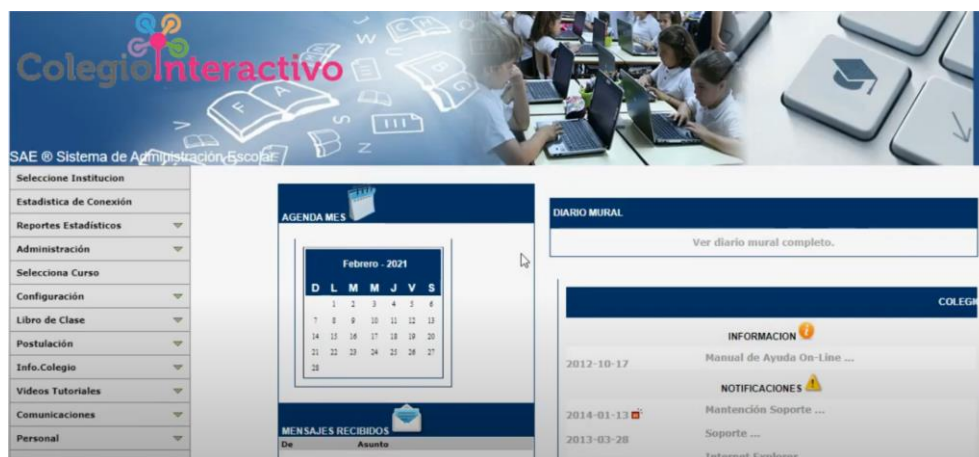 ColegioInteractivo
SAE ® Sistema de Administración Escolar
Seleccione Institucion
Estadistica de Conexión
Reportes Estadísticos
Administración
Selecciona Curso
Configuración
Libro de Clase
Postulación
Info.Colegio
Videos Tutoriales
Comunicaciones
Personal
AGENDA MES
Febrero - 2021
D L M M J V S
1 2 3 4 5 6
7 8 9 10 11 12 13
14 15 16 17 18 19 20
21 22 23 24 25 26 27
28
MENSAJES RECIBIDOS
De Asunto
DIARIO MURAL
Ver diario mural completo.
COLEGI
INFORMACION
2012-10-17 Manual de Ayuda On-Line ...
NOTIFICACIONES
2014-01-13 Mantención Soporte ...
2013-03-28 Soporte ...
Internet Explorer